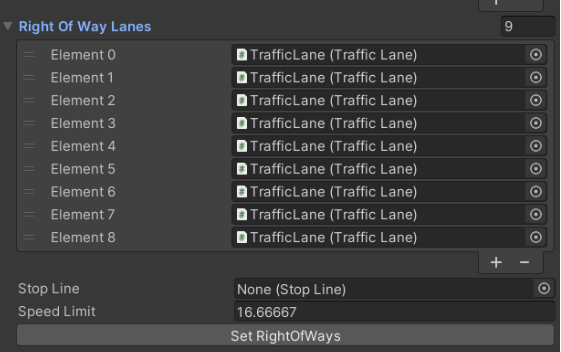 Right Of Way Lanes 9
Element 0 TrafficLane (Traffic Lane)
Element 1 TrafficLane (Traffic Lane)
Element 2 TrafficLane (Traffic Lane)
Element 3 TrafficLane (Traffic Lane)
Element 4 TrafficLane (Traffic Lane)
Element 5 TrafficLane (Traffic Lane)
Element 6 TrafficLane (Traffic Lane)
Element 7 TrafficLane (Traffic Lane)
Element 8 TrafficLane (Traffic Lane)
+ −
Stop Line None (Stop Line)
Speed Limit 16.66667
Set RightOfWays